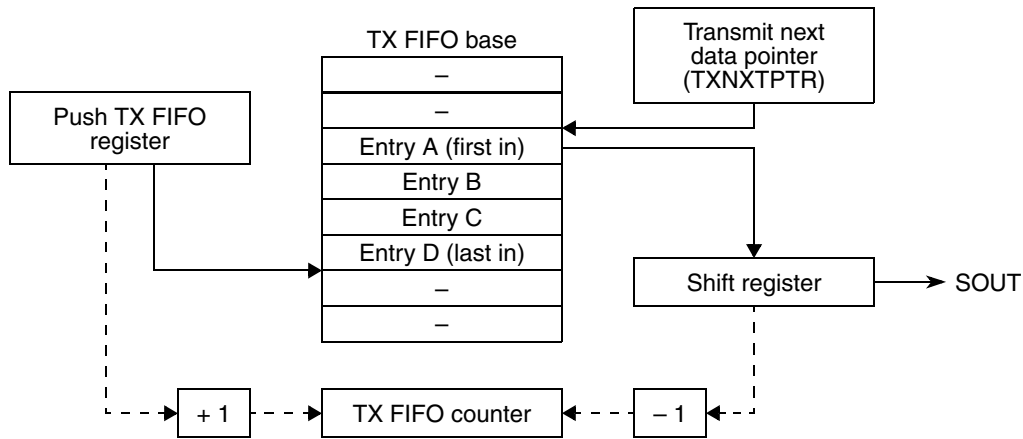 Transmit next
data pointer
(TXNXTPTR)
TX FIFO base
–
–
Push TX FIFO
register
Entry A (first in)
Entry B
Entry C
Entry D (last in)
–
–
Shift register
SOUT
+ 1
TX FIFO counter
– 1